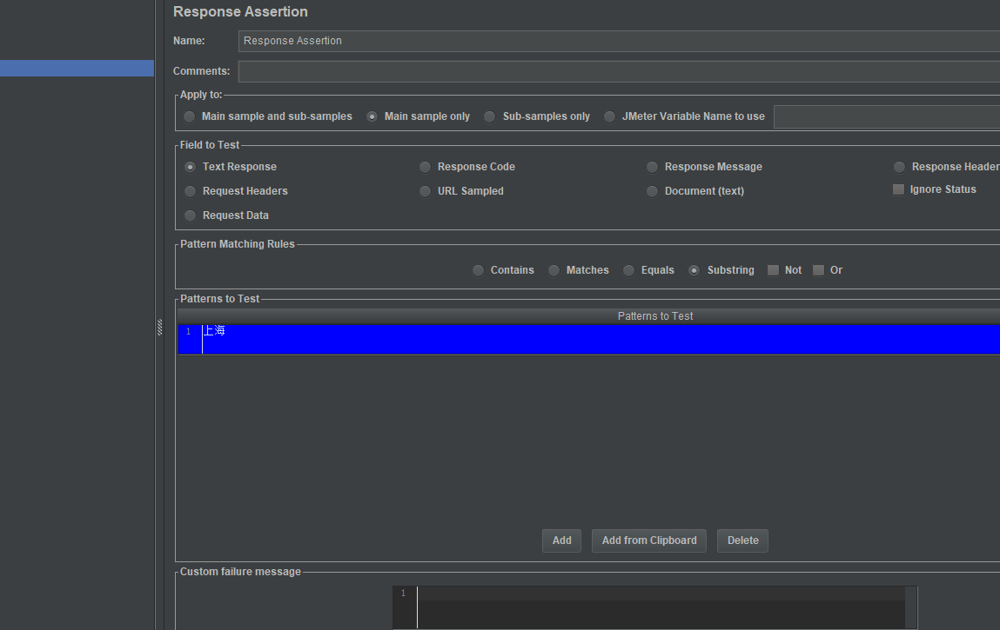 Response Assertion
Name: Response Assertion
Comments:
Apply to:
Main sample and sub-samples Main sample only Sub-samples only JMeter Variable Name to use
Field to Test
Text Response Response Code Response Message Response Header
Request Headers URL Sampled Document (text) Ignore Status
Request Data
Pattern Matching Rules
Contains Matches Equals Substring Not Or
Patterns to Test
Patterns to Test
1 上海
Add Add from Clipboard Delete
Custom failure message
1